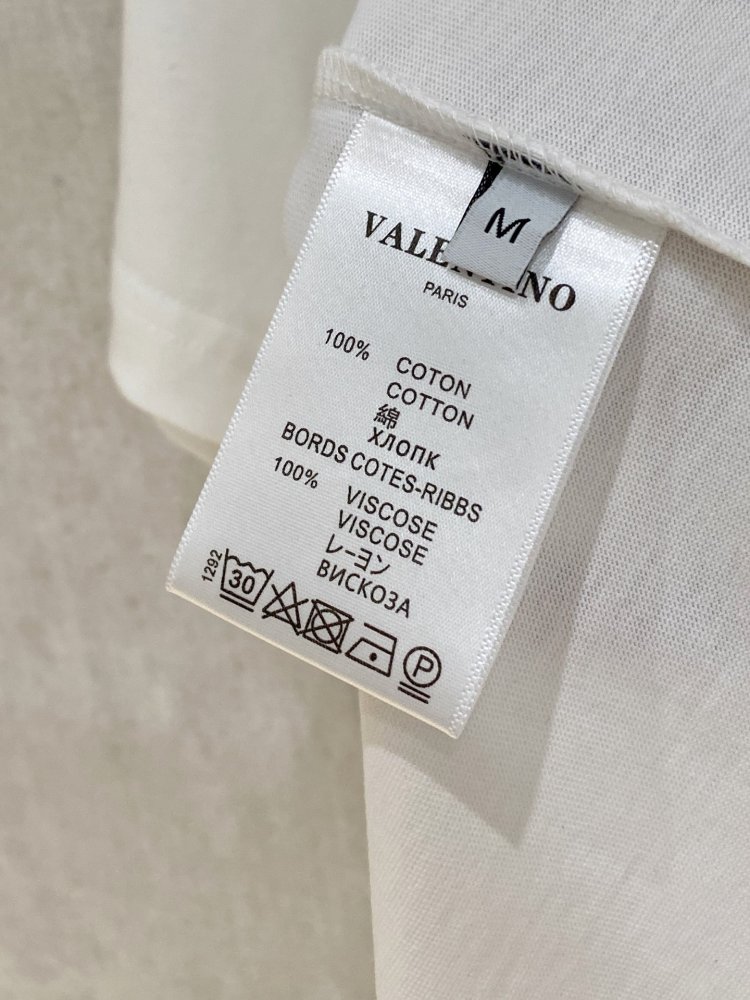 M
VALENTINO
PARIS
100% COTON
COTTON
綿
ХЛОПК
BORDS COTES-RIBBS
100% VISCOSE
VISCOSE
レーヨン
ВИСКОЗА
1292
30
P